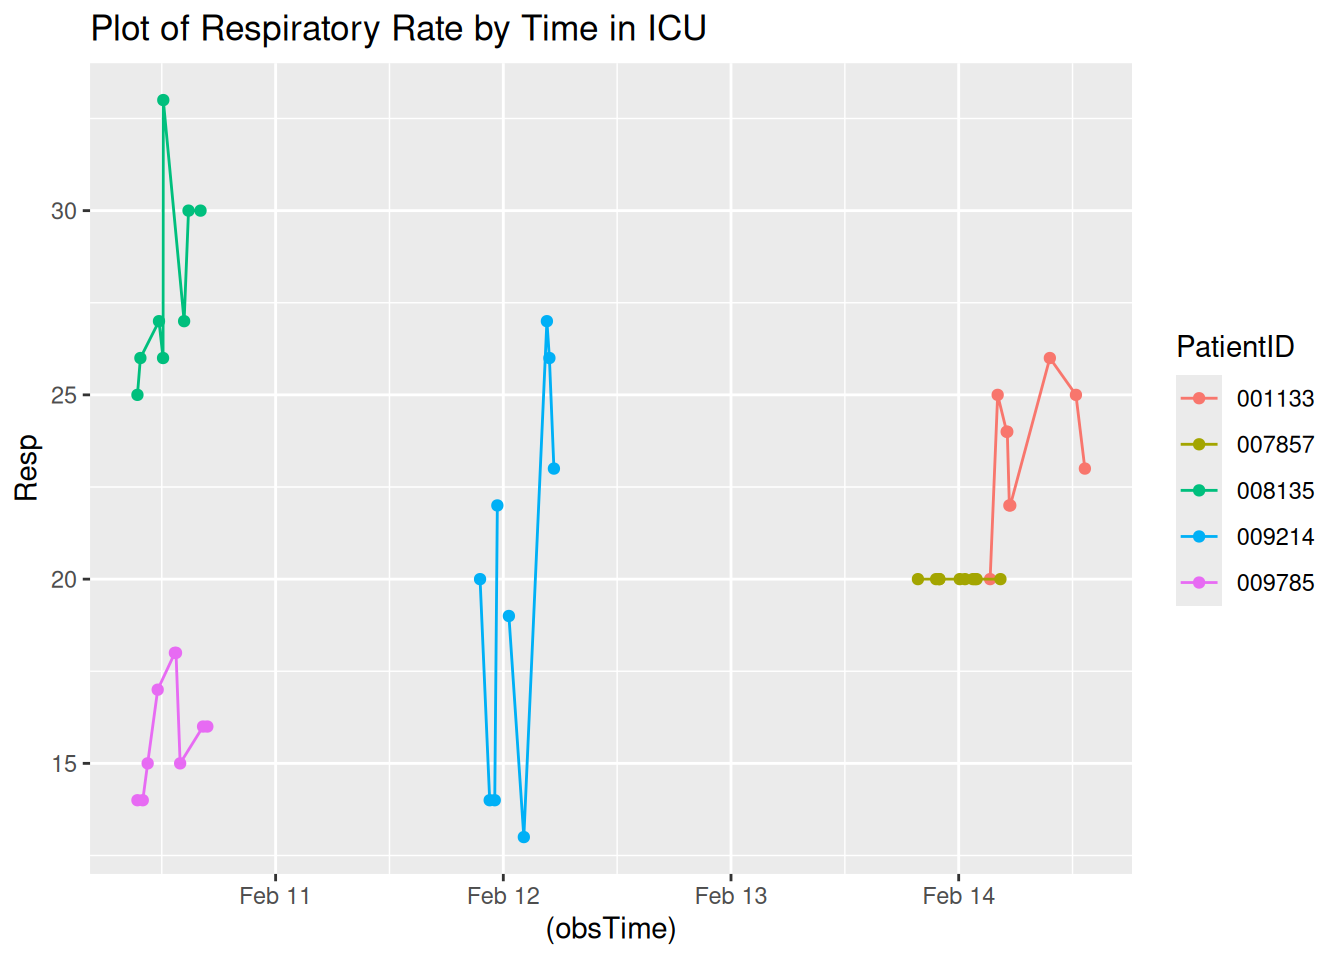 Plot of Respiratory Rate by Time in ICU
Resp
30
25
20
15
Feb 11
Feb 12
Feb 13
Feb 14
(obsTime)
PatientID
001133
007857
008135
009214
009785